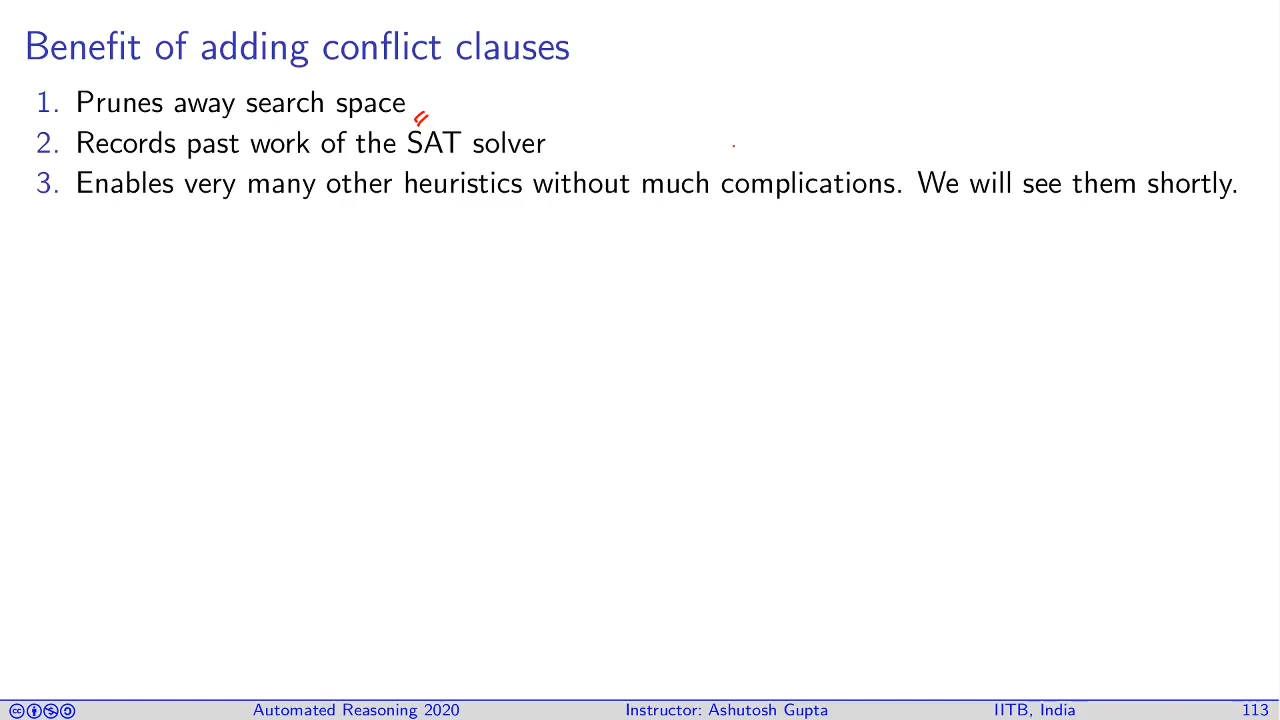 Benefit of adding conflict clauses
1. Prunes away search space
2. Records past work of the SAT solver
3. Enables very many other heuristics without much complications. We will see them shortly.
Automated Reasoning 2020 Instructor: Ashutosh Gupta IITB, India 113